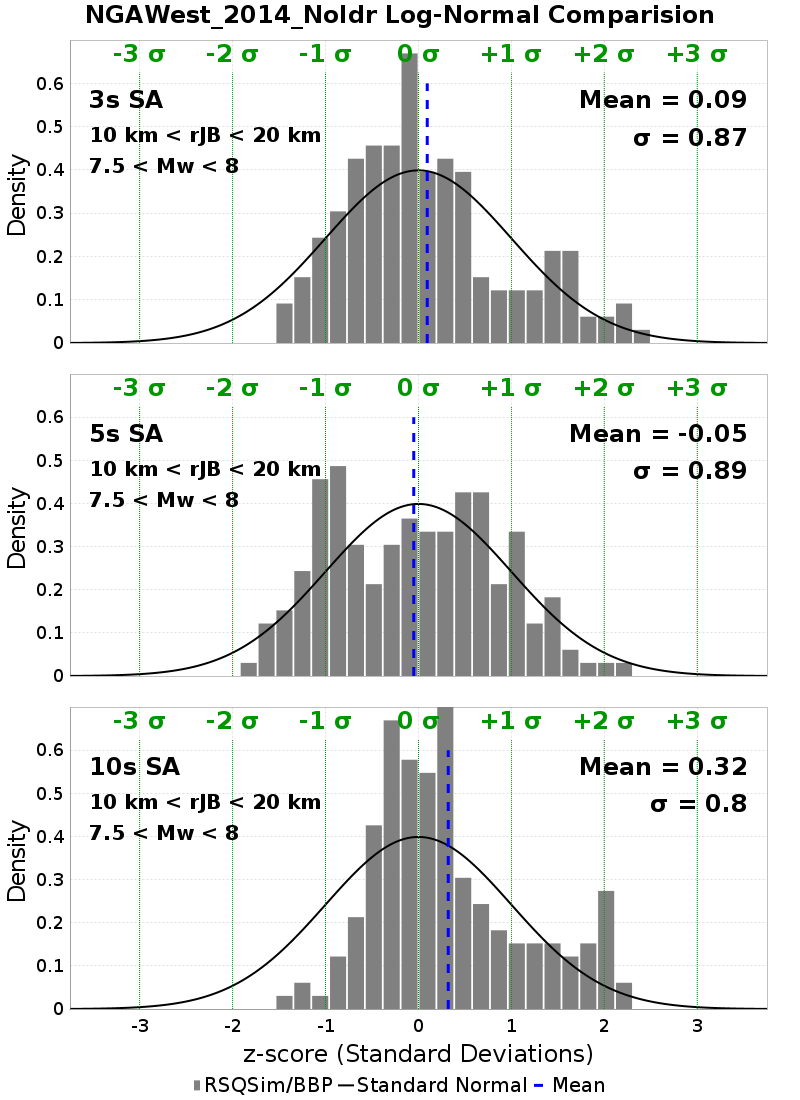 NGAWest_2014_NoIdr Log-Normal Comparision
-3 σ -2 σ -1 σ 0 σ +1 σ +2 σ +3 σ
3s SA
10 km < rJB < 20 km
7.5 < Mw < 8
Mean = 0.09
σ = 0.87
Density
0.6
0.5
0.4
0.3
0.2
0.1
0
-3 σ -2 σ -1 σ 0 σ +1 σ +2 σ +3 σ
5s SA
10 km < rJB < 20 km
7.5 < Mw < 8
Mean = -0.05
σ = 0.89
Density
0.6
0.5
0.4
0.3
0.2
0.1
0
-3 σ -2 σ -1 σ 0 σ +1 σ +2 σ +3 σ
10s SA
10 km < rJB < 20 km
7.5 < Mw < 8
Mean = 0.32
σ = 0.8
Density
0.6
0.5
0.4
0.3
0.2
0.1
0
-3 -2 -1 0 1 2 3
z-score (Standard Deviations)
RSQSim/BBP Standard Normal Mean